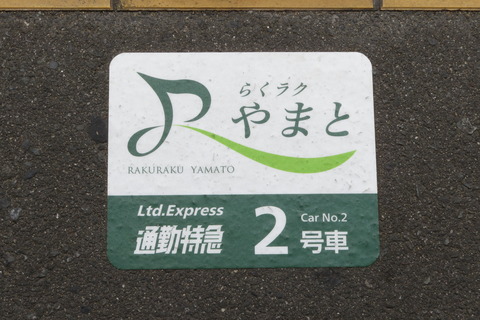 らくラク
やまと
RAKURAKU YAMATO
Ltd.Express
通勤特急
2
Car No.2
号車